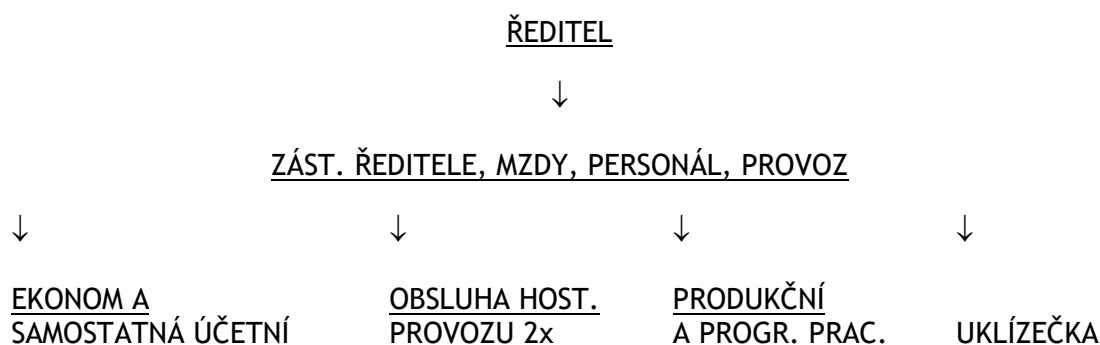 ŘEDITEL
↓
ZÁST. ŘEDITELE, MZDY, PERSONÁL, PROVOZ
↓ ↓ ↓ ↓
EKONOM A OBSLUHA HOST. PRODUKČNÍ
SAMOSTATNÁ ÚČETNÍ PROVOZU 2x A PROGR. PRAC. UKLÍZEČKA